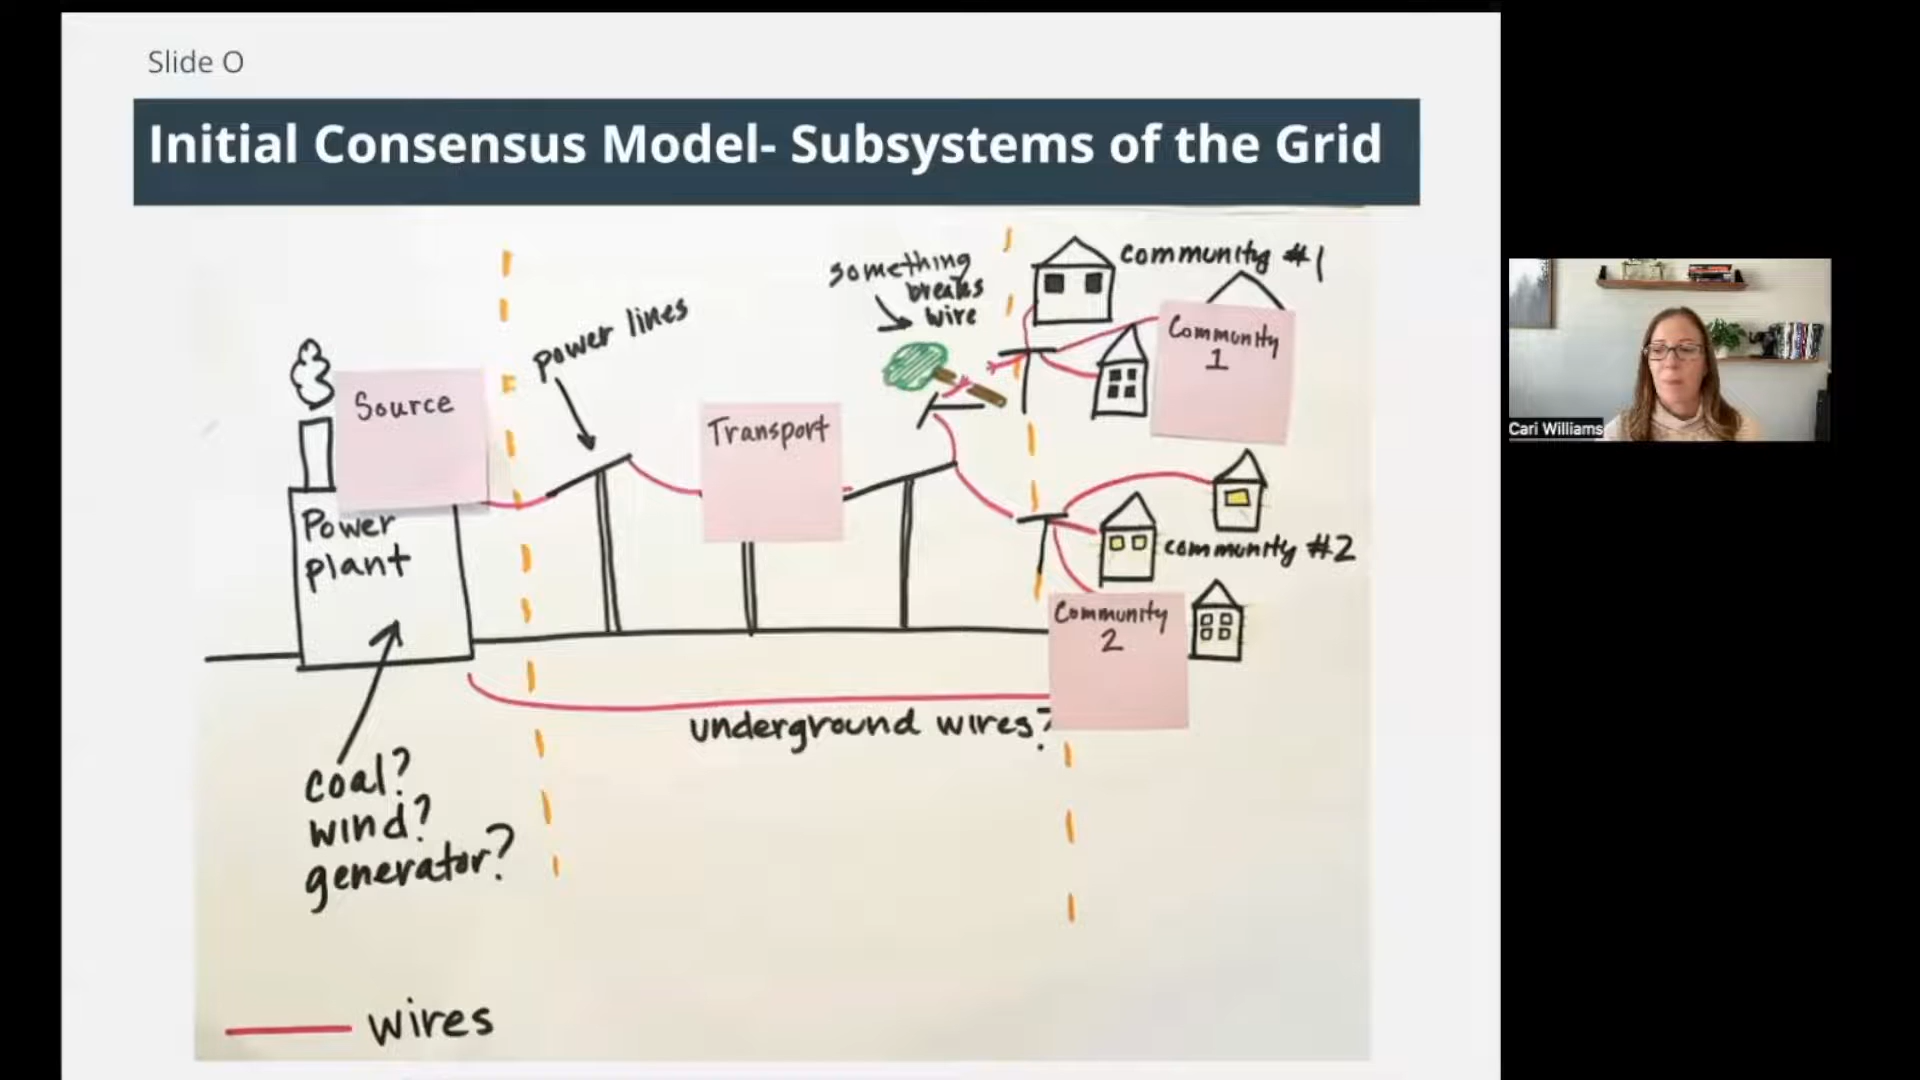 Slide O
Initial Consensus Model- Subsystems of the Grid
something
breaks
wire
community #1
power lines
Community
1
Source
Transport
Power
plant
community #2
Community
2
underground wires?
coal?
wind?
generator?
wires
Cari Williams